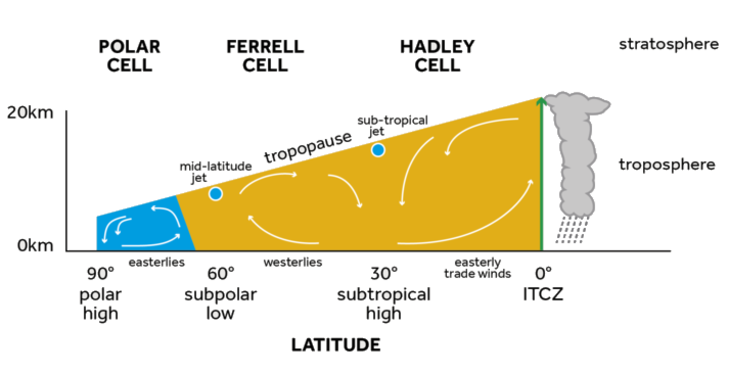 POLAR
CELL
FERRELL
CELL
HADLEY
CELL
stratosphere
20km
sub-tropical
jet
tropopause
mid-latitude
jet
troposphere
0km
easterlies
westerlies
easterly
trade winds
90°
polar
high
60°
subpolar
low
30°
subtropical
high
0°
ITCZ
LATITUDE